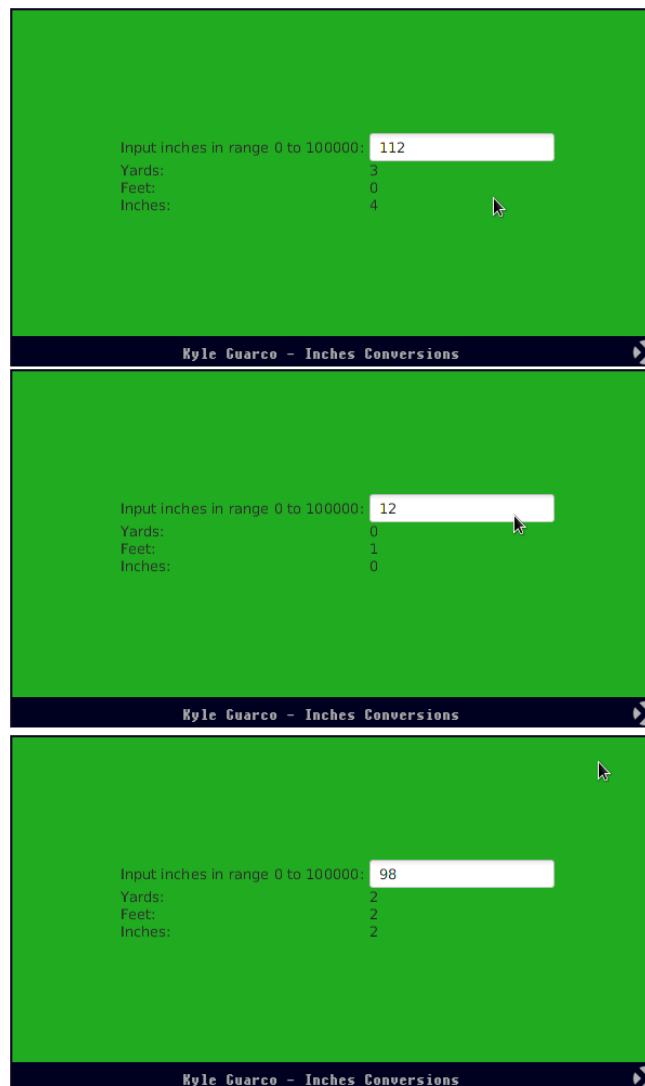 Input inches in range 0 to 100000: 112
Yards: 3
Feet: 0
Inches: 4
Kyle Guarco - Inches Conversions
Input inches in range 0 to 100000: 12
Yards: 0
Feet: 1
Inches: 0
Kyle Guarco - Inches Conversions
Input inches in range 0 to 100000: 98
Yards: 2
Feet: 2
Inches: 2
Kyle Guarco - Inches Conversions